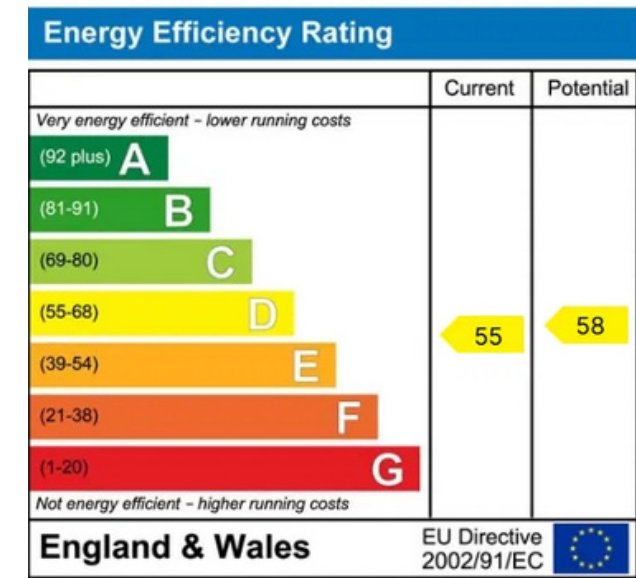 Energy Efficiency Rating
Current Potential
Very energy efficient – lower running costs
(92 plus) A
(81-91) B
(69-80) C
(55-68) D
55 58
(39-54) E
(21-38) F
(1-20) G
Not energy efficient – higher running costs
England & Wales
EU Directive
2002/91/EC